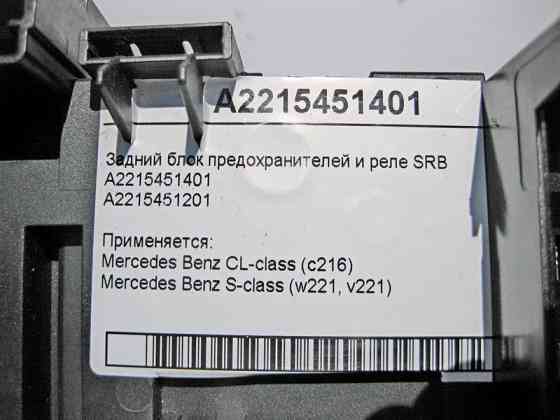 A2215451401
Задний блок предохранителей и реле SRB
A2215451401
A2215451201
Применяется:
Mercedes Benz CL-class (c216)
Mercedes Benz S-class (w221, v221)